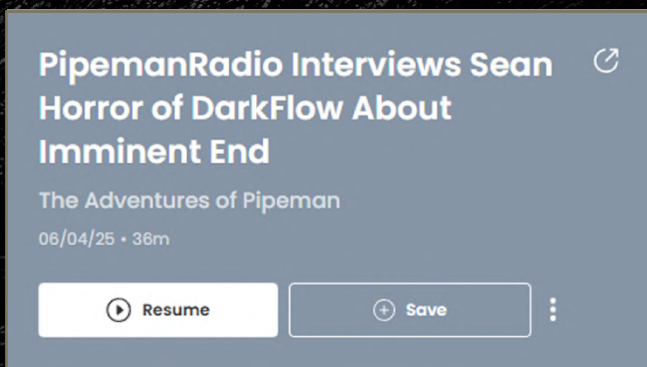 PipemanRadio Interviews Sean
Horror of DarkFlow About
Imminent End
The Adventures of Pipeman
06/04/25 • 36m
Resume
Save